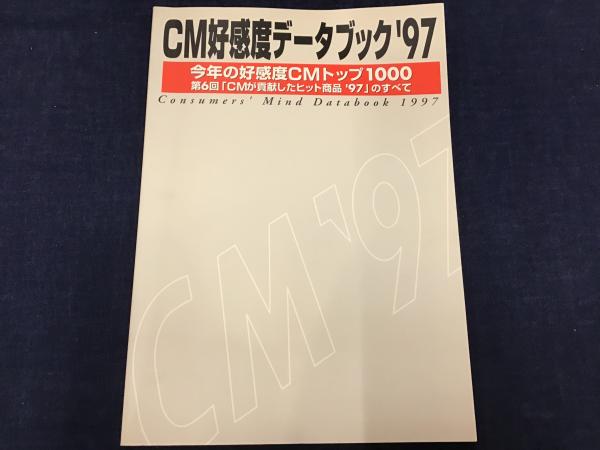 CM好感度データブック'97
今年の好感度CMトップ1000
第6回「CMが貢献したヒット商品 '97」のすべて
Consumers' Mind Databook 1997
CM'97